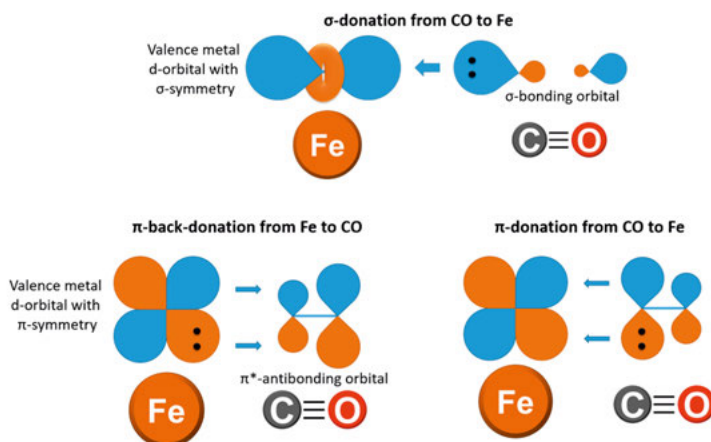 σ-donation from CO to Fe
Valence metal
d-orbital with
σ-symmetry
σ-bonding orbital
Fe
C≡O
π-back-donation from Fe to CO
Valence metal
d-orbital with
π-symmetry
π*-antibonding orbital
Fe
C≡O
π-donation from CO to Fe
Fe
C≡O